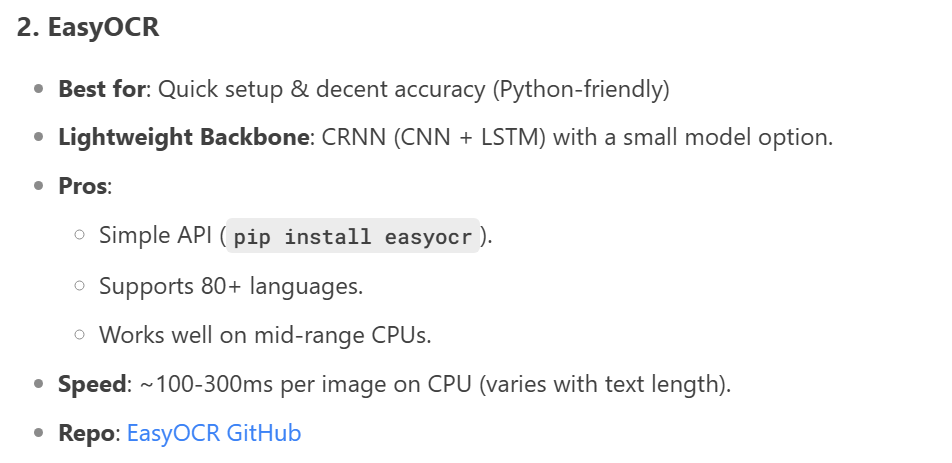 2. EasyOCR
Best for: Quick setup & decent accuracy (Python-friendly)
Lightweight Backbone: CRNN (CNN + LSTM) with a small model option.
Pros:
Simple API (pip install easyocr).
Supports 80+ languages.
Works well on mid-range CPUs.
Speed: ~100-300ms per image on CPU (varies with text length).
Repo: EasyOCR GitHub